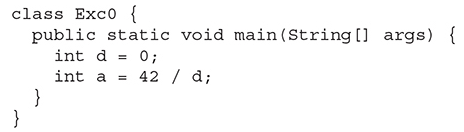 class Exc0 {
  public static void main(String[] args) {
    int d = 0;
    int a = 42 / d;
  }
}